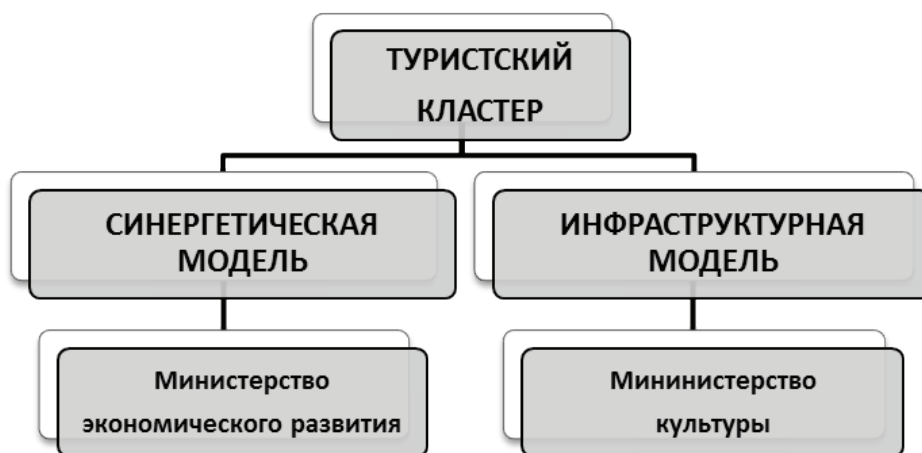 ТУРИСТСКИЙ
КЛАСТЕР
СИНЕРГЕТИЧЕСКАЯ
МОДЕЛЬ
ИНФРАСТРУКТУРНАЯ
МОДЕЛЬ
Министерство
экономического развития
Мининистерство
культуры